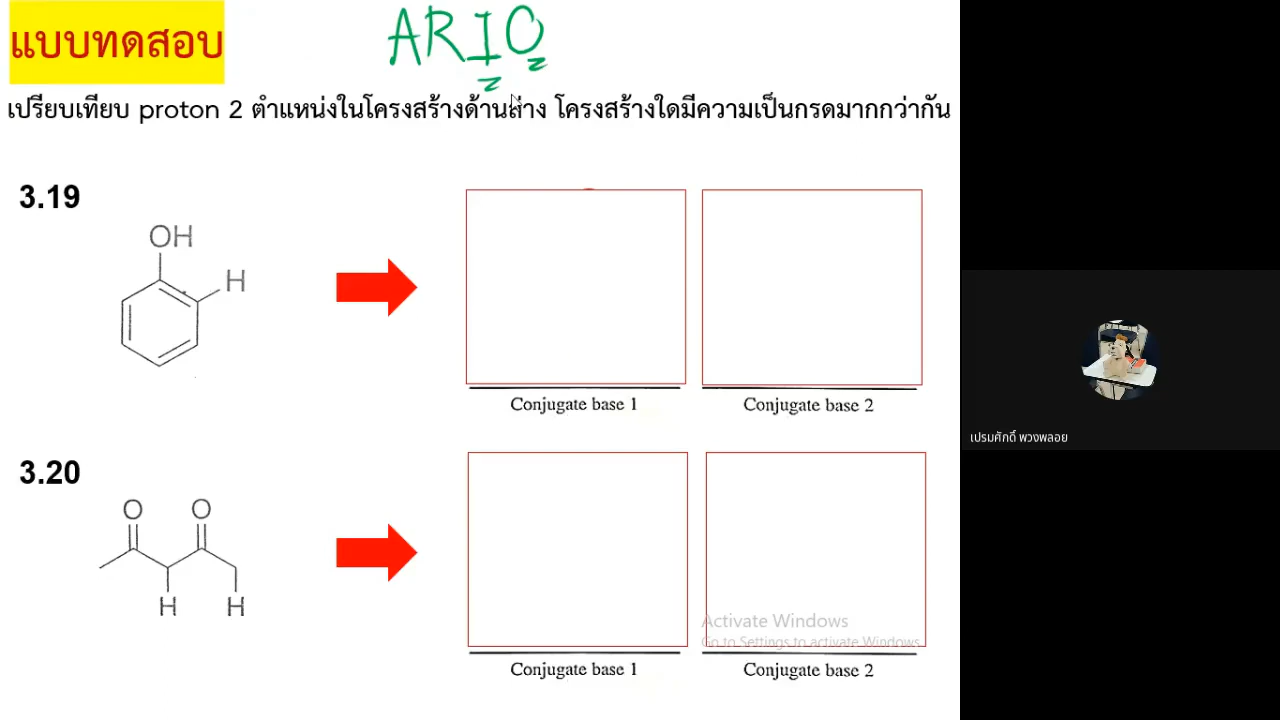 แบบทดสอบ
ARIO
เปรียบเทียบ proton 2 ตำแหน่งในโครงสร้างด้านล่าง โครงสร้างใดมีความเป็นกรดมากกว่ากัน
3.19
OH
H
Conjugate base 1
Conjugate base 2
3.20
O
O
H
H
Conjugate base 1
Conjugate base 2
Activate Windows
Go to Settings to activate Windows.
เปรมศักดิ์ พวงพลอย